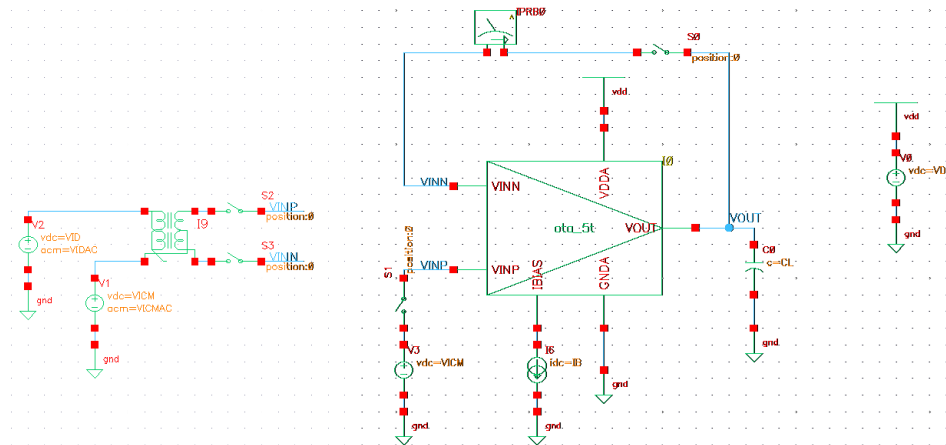 IPRB0
S0
position:0
vdd
vdd
I0
V0
vdc=VD
VINN
VINN
VDDA
S2
VINP
position:0
I9
V2
vdc=VID
acm=VIDAC
ota_5t
VOUT
VOUT
position:0
S3
VINN
position:0
S1
VINP
VINP
IBIAS
GNDA
C0
c=CL
gnd
V1
vdc=VICM
acm=VICMAC
gnd
gnd
gnd
V3
vdc=VICM
I6
idc=IB
gnd
gnd
gnd